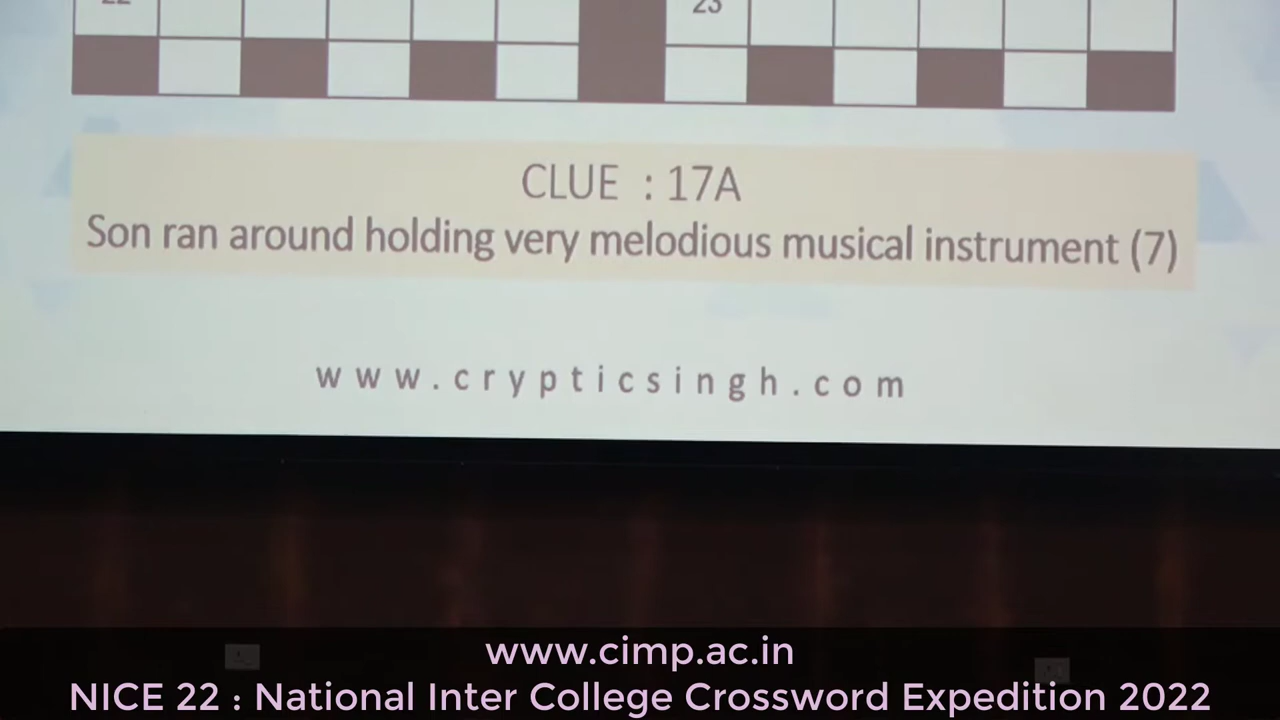 23
CLUE : 17A
Son ran around holding very melodious musical instrument (7)
www.crypticsingh.com
www.cimp.ac.in
NICE 22 : National Inter College Crossword Expedition 2022